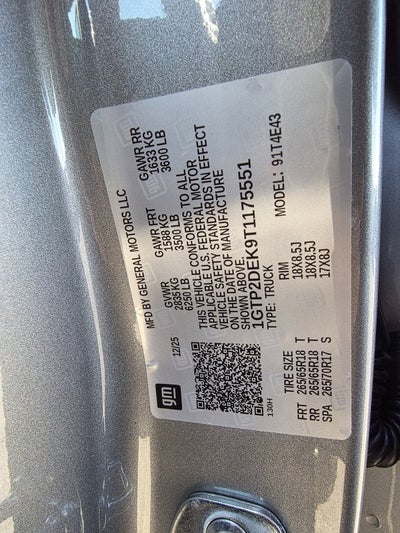 gm
MFD BY GENERAL MOTORS LLC
12/25
GVWR GAWR FRT GAWR RR
2835 KG 1588 KG 1633 KG
6250 LB 3500 LB 3600 LB
THIS VEHICLE CONFORMS TO ALL
APPLICABLE U.S. FEDERAL MOTOR
VEHICLE SAFETY STANDARDS IN EFFECT
ON THE DATE OF MANUFACTURE
SHOWN ABOVE.
1GTP2DEK9T1175551
TYPE: TRUCK MODEL: 91T4E43
130H
TIRE SIZE RIM
FRT 265/65R18 T 18X8.5J
RR 265/65R18 T 18X8.5J
SPA 265/70R17 S 17X8J